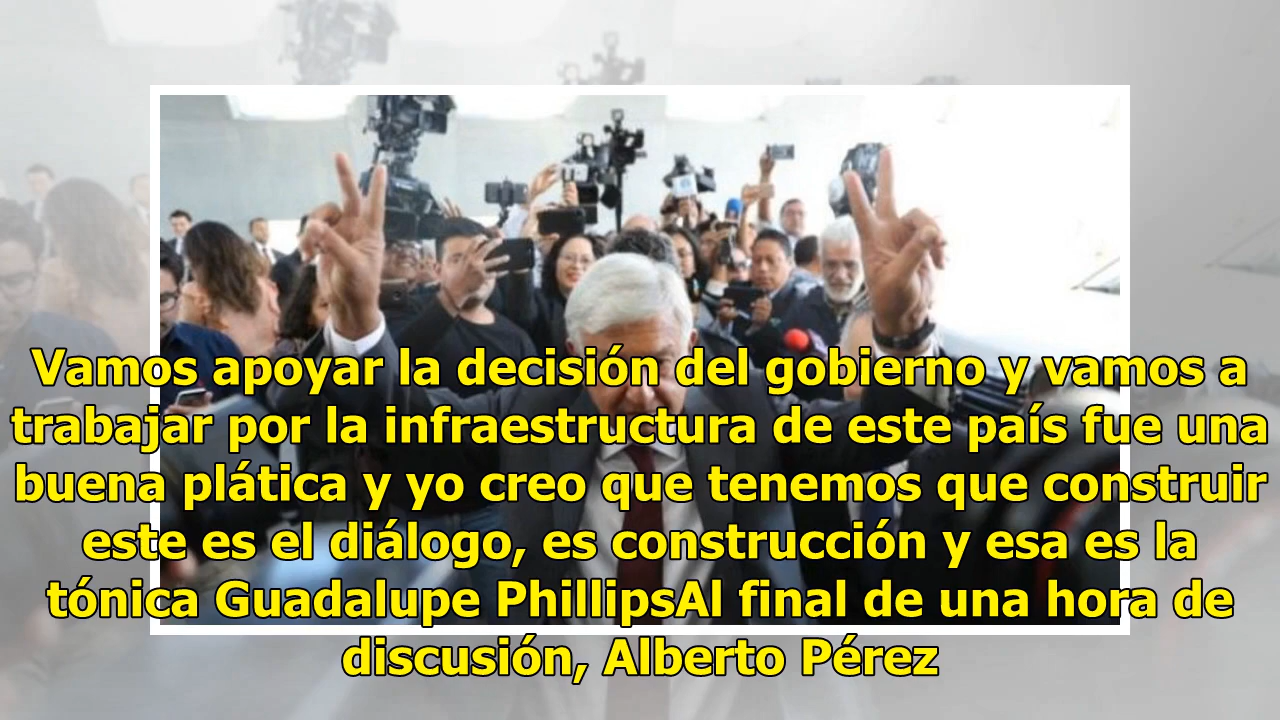 Vamos apoyar la decisión del gobierno y vamos a
trabajar por la infraestructura de este país fue una
buena plática y yo creo que tenemos que construir
este es el diálogo, es construcción y esa es la
tónica Guadalupe PhillipsAl final de una hora de
discusión, Alberto Pérez